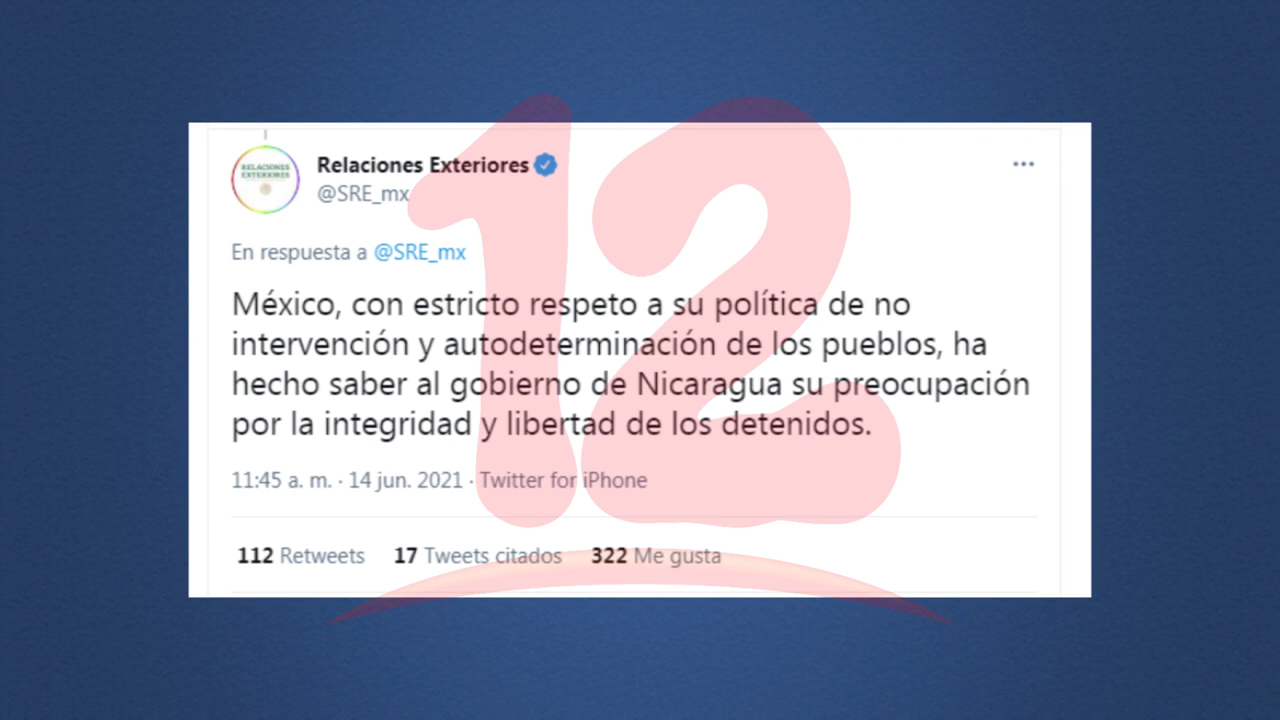 12
RELACIONES
EXTERIORES
Relaciones Exteriores
@SRE_mx
En respuesta a @SRE_mx
México, con estricto respeto a su política de no
intervención y autodeterminación de los pueblos, ha
hecho saber al gobierno de Nicaragua su preocupación
por la integridad y libertad de los detenidos.
11:45 a. m. · 14 jun. 2021 · Twitter for iPhone
112 Retweets 17 Tweets citados 322 Me gusta